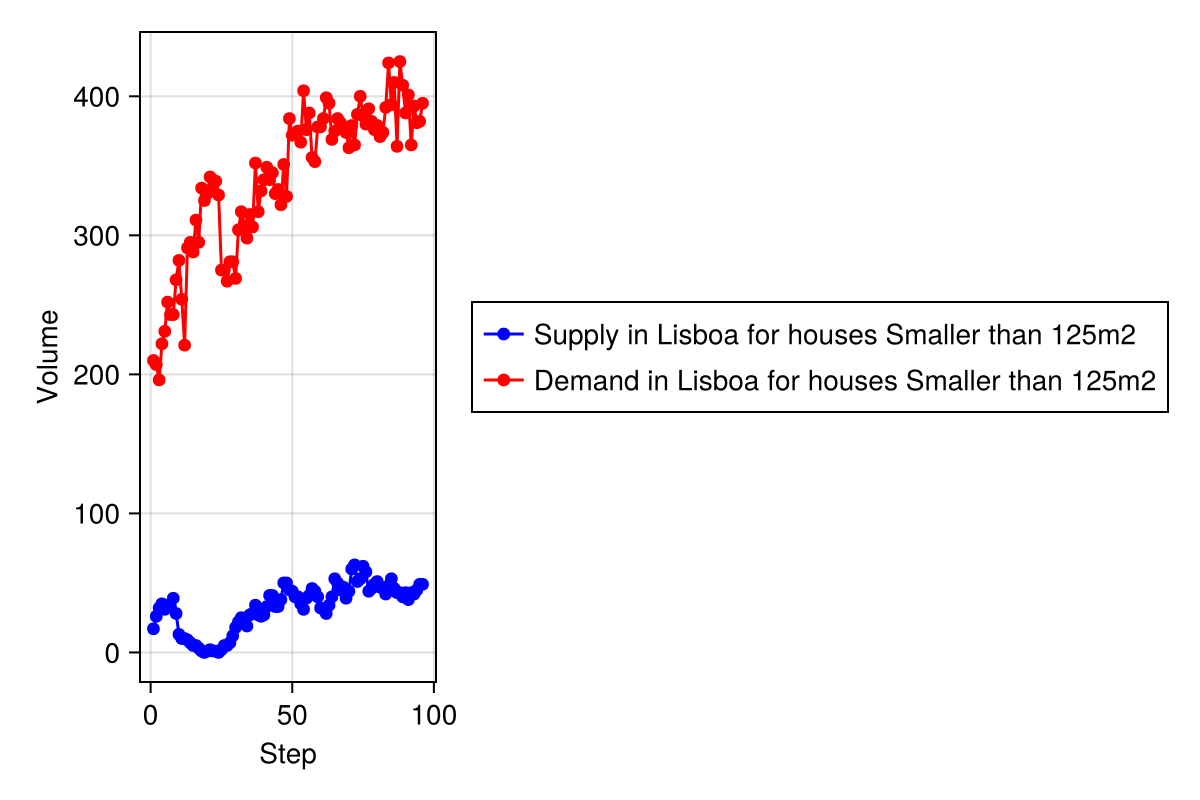 400
300
200
100
0
Volume
0 50 100
Step
Supply in Lisboa for houses Smaller than 125m2
Demand in Lisboa for houses Smaller than 125m2